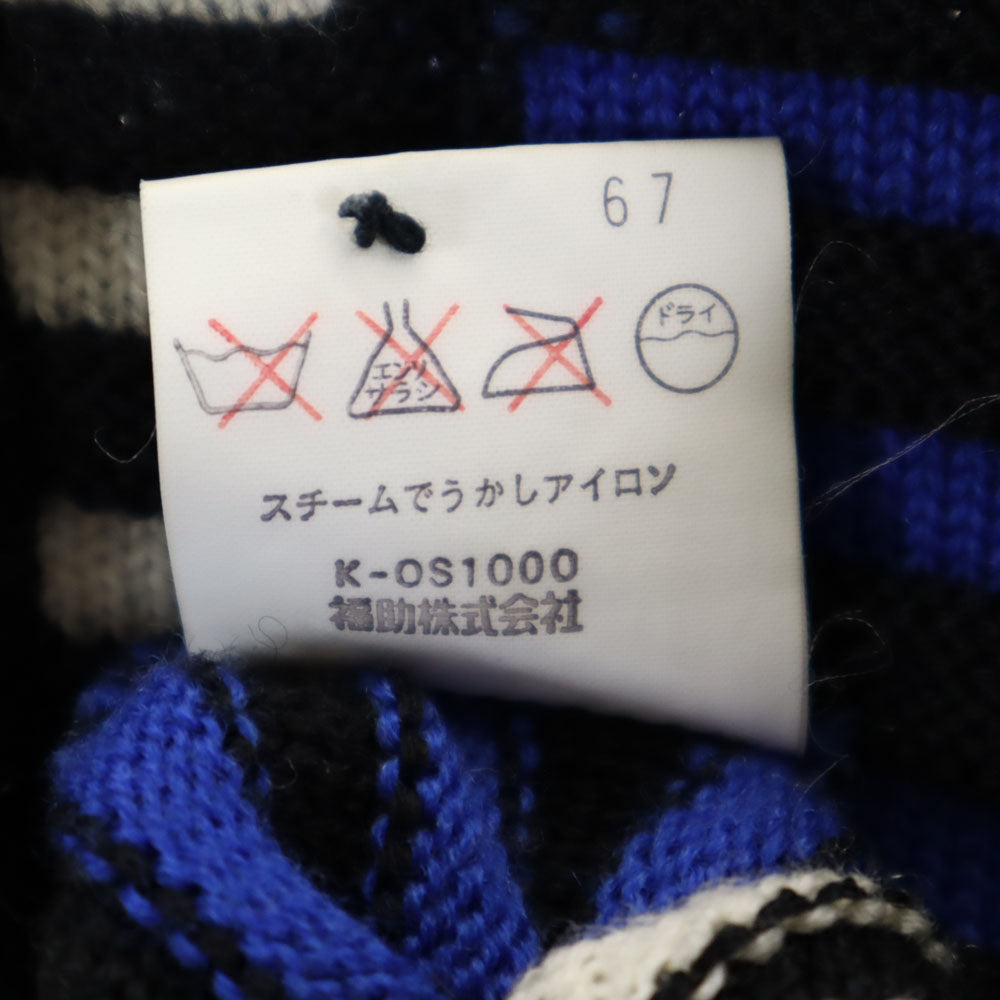 67
エンソ
サラシ
ドライ
スチームでうかしアイロン
K-OS1000
福助株式会社